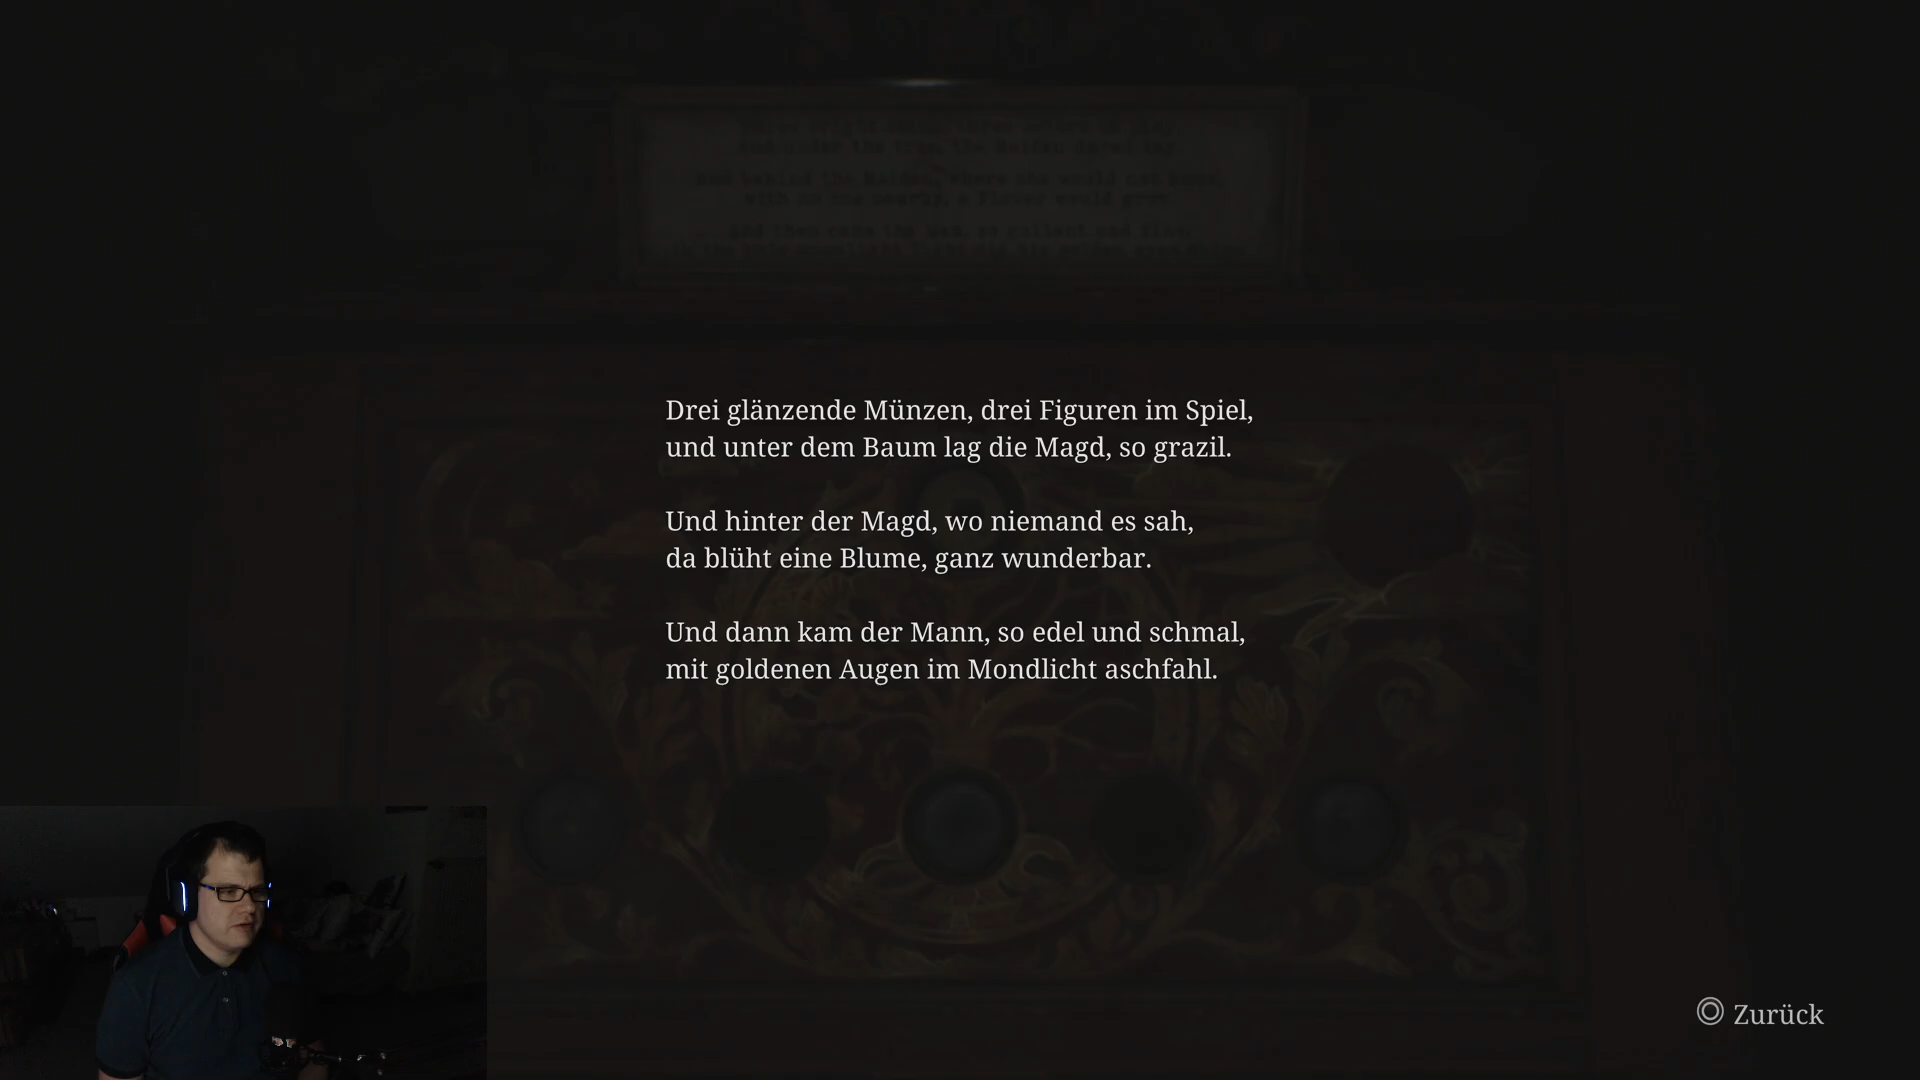 Drei glänzende Münzen, drei Figuren im Spiel,
und unter dem Baum lag die Magd, so grazil.
Und hinter der Magd, wo niemand es sah,
da blüht eine Blume, ganz wunderbar.
Und dann kam der Mann, so edel und schmal,
mit goldenen Augen im Mondlicht aschfahl.
Zurück